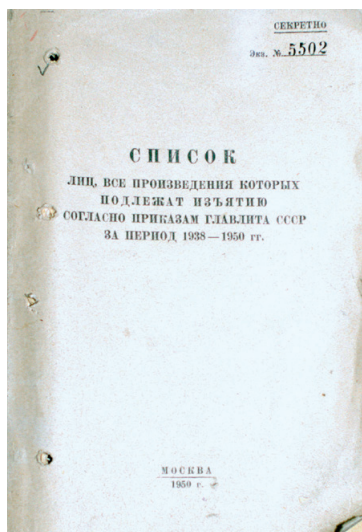 СЕКРЕТНО
Экз. № 5502
СПИСОК
ЛИЦ, ВСЕ ПРОИЗВЕДЕНИЯ КОТОРЫХ
ПОДЛЕЖАТ ИЗЪЯТИЮ
СОГЛАСНО ПРИКАЗАМ ГЛАВЛИТА СССР
ЗА ПЕРИОД 1938—1950 гг.
МОСКВА
1950 г.